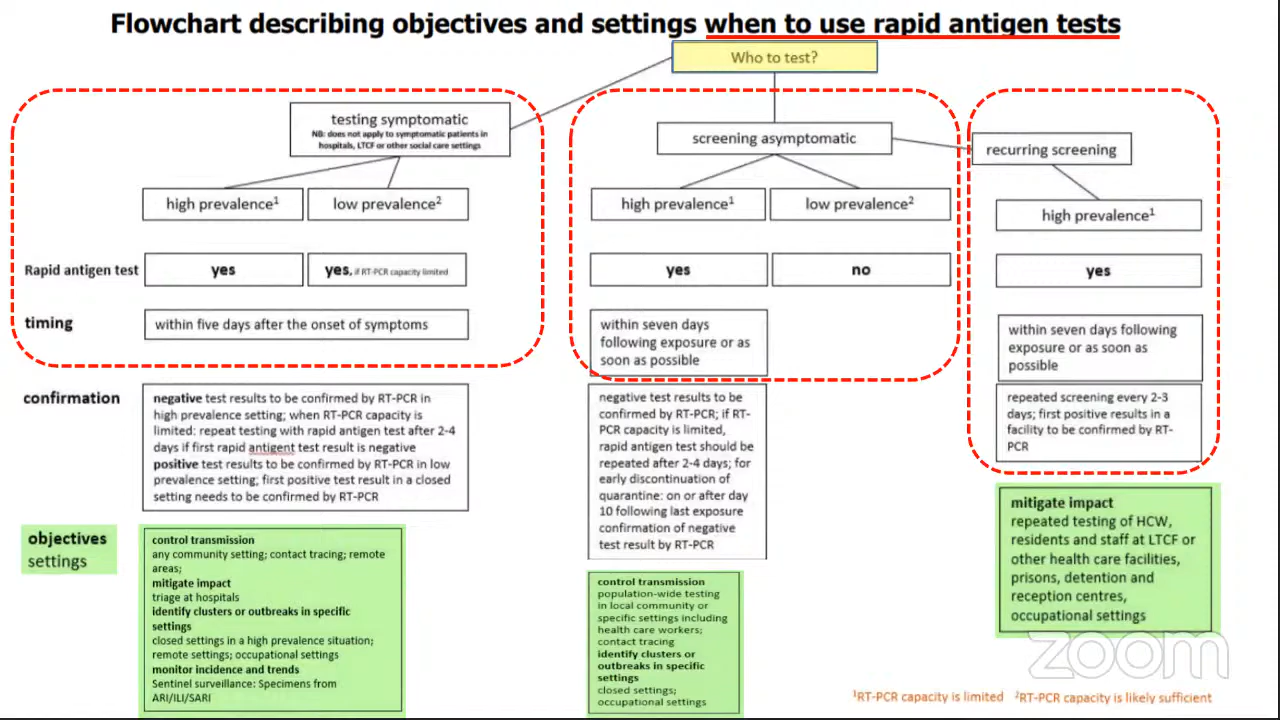 Flowchart describing objectives and settings when to use rapid antigen tests
Who to test?
testing symptomatic
NB: does not apply to symptomatic patients in
hospitals, LTCF or other social care settings
screening asymptomatic
recurring screening
high prevalence¹
low prevalence²
high prevalence¹
low prevalence²
high prevalence¹
Rapid antigen test
yes
yes, if RT-PCR capacity limited
yes
no
yes
timing
within five days after the onset of symptoms
within seven days
following exposure or as
soon as possible
within seven days following
exposure or as soon as
possible
confirmation
negative test results to be confirmed by RT-PCR in
high prevalence setting; when RT-PCR capacity is
limited: repeat testing with rapid antigen test after 2-4
days if first rapid antigent test result is negative
positive test results to be confirmed by RT-PCR in low
prevalence setting; first positive test result in a closed
setting needs to be confirmed by RT-PCR
negative test results to be
confirmed by RT-PCR; if RT-
PCR capacity is limited,
rapid antigen test should be
repeated after 2-4 days; for
early discontinuation of
quarantine: on or after day
10 following last exposure
confirmation of negative
test result by RT-PCR
repeated screening every 2-3
days; first positive results in a
facility to be confirmed by RT-
PCR
objectives
settings
control transmission
any community setting; contact tracing; remote
areas;
mitigate impact
triage at hospitals
identify clusters or outbreaks in specific
settings
closed settings in a high prevalence situation;
remote settings; occupational settings
monitor incidence and trends
Sentinel surveillance: Specimens from
ARI/ILI/SARI
control transmission
population-wide testing
in local community or
specific settings including
health care workers;
contact tracing
identify clusters or
outbreaks in specific
settings
closed settings;
occupational settings
mitigate impact
repeated testing of HCW,
residents and staff at LTCF or
other health care facilities,
prisons, detention and
reception centres,
occupational settings
zoom
¹RT-PCR capacity is limited ²RT-PCR capacity is likely sufficient